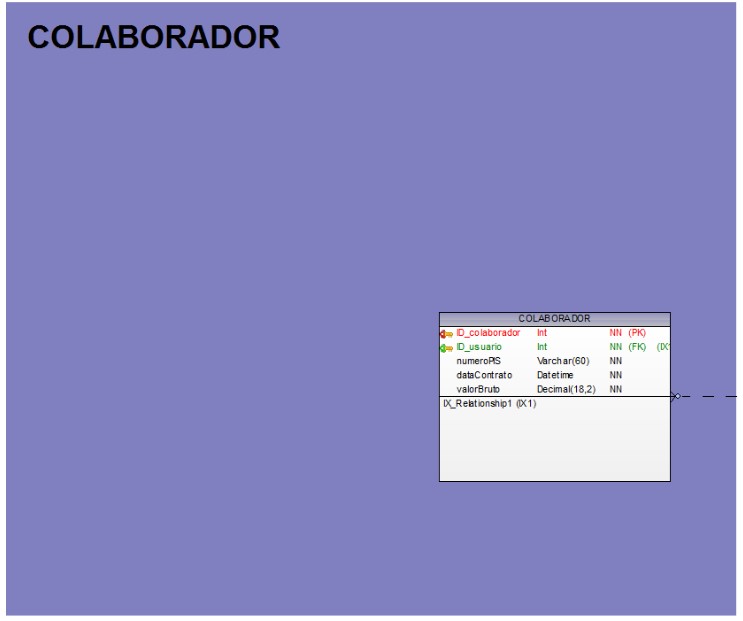 COLABORADOR
COLABORADOR
ID_colaborador Int NN (PK)
ID_usuario Int NN (FK) (IX
numeroPIS Varchar(60) NN
dataContrato Datetime NN
valorBruto Decimal(18,2) NN
IX_Relationship1 (IX1)